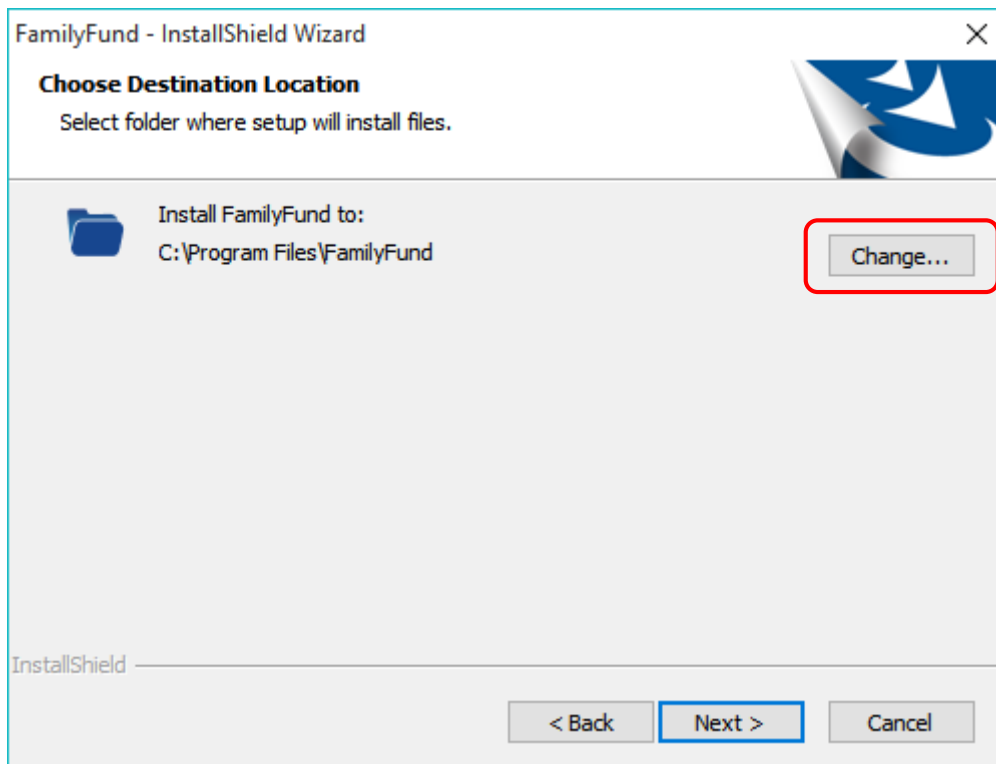 FamilyFund - InstallShield Wizard
Choose Destination Location
Select folder where setup will install files.
Install FamilyFund to:
C:\Program Files\FamilyFund
Change...
InstallShield
< Back
Next >
Cancel